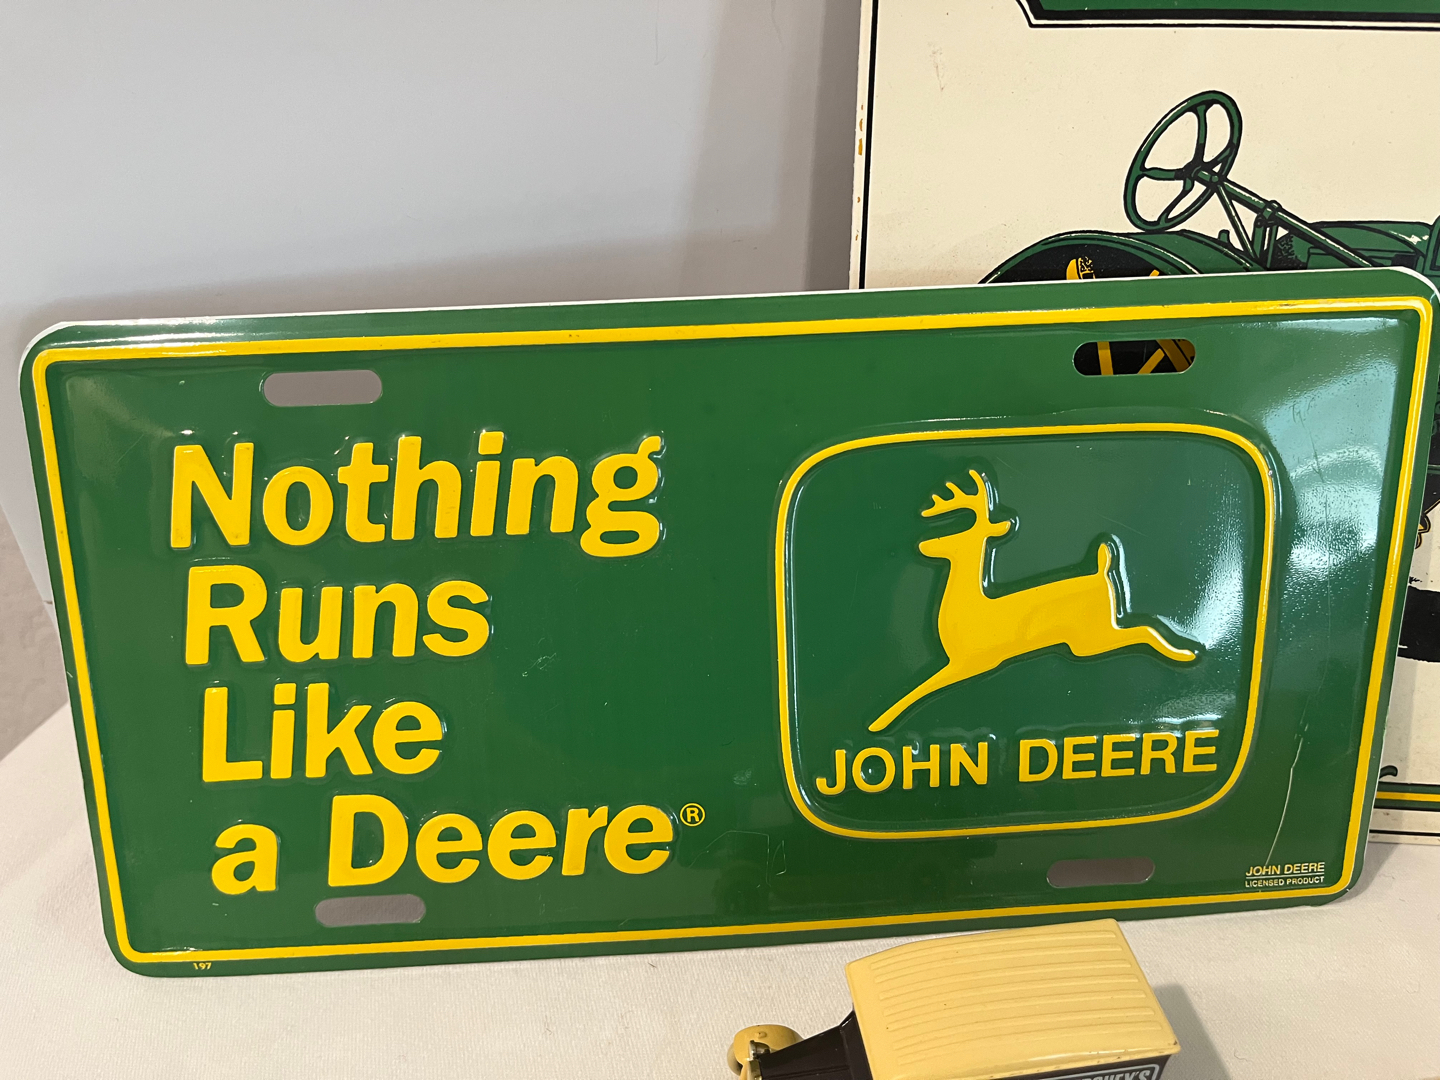 Nothing
Runs
Like
a Deere®
JOHN DEERE
JOHN DEERE
LICENSED PRODUCT
197